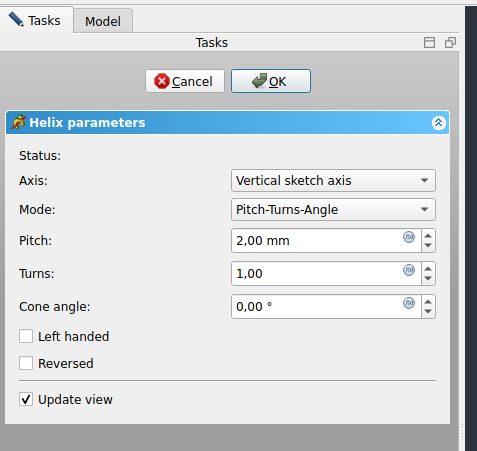 Tasks Model
Tasks
Cancel OK
Helix parameters
Status:
Axis: Vertical sketch axis
Mode: Pitch-Turns-Angle
Pitch: 2,00 mm
Turns: 1,00
Cone angle: 0,00 °
Left handed
Reversed
Update view